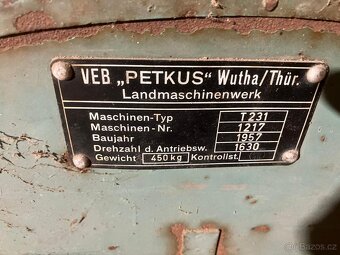 VEB „PETKUS" Wutha/Thür.
Landmaschinenwerk
Maschinen-Typ T 231
Maschinen-Nr. 1217
Baujahr 1957
Drehzahl d. Antriebsw. 1630
Gewicht 450 kg Kontrollst.